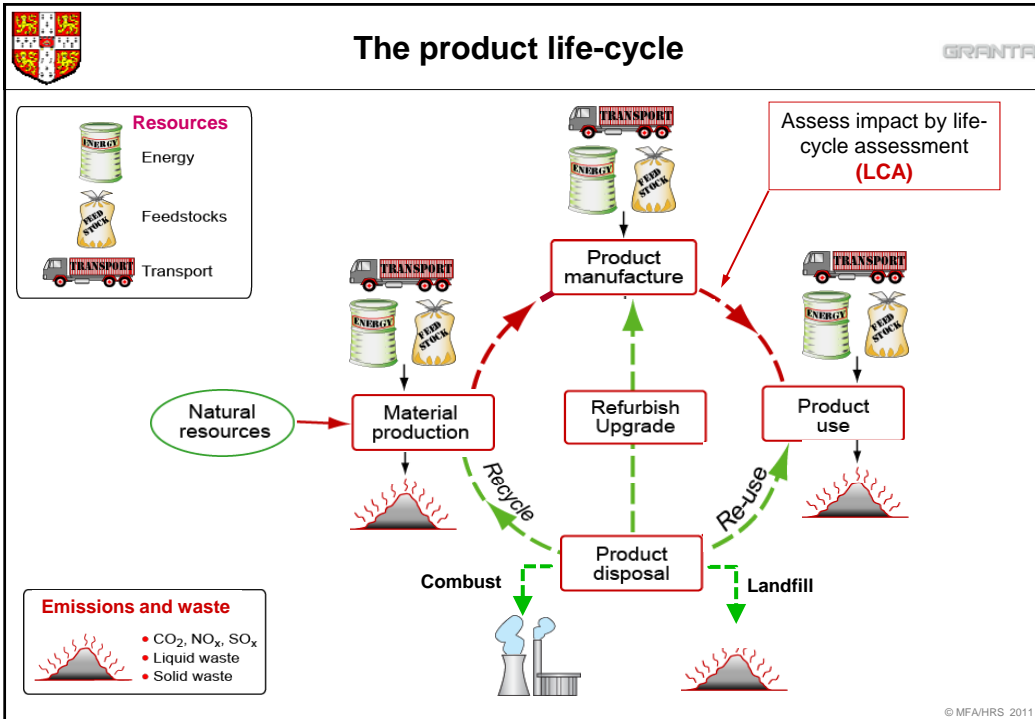 The product life-cycle
GRANTA
Resources
ENERGY
Energy
FEED STOCK
Feedstocks
TRANSPORT
Transport
TRANSPORT
ENERGY
FEED STOCK
Assess impact by life-
cycle assessment
(LCA)
Product
manufacture
TRANSPORT
ENERGY
FEED STOCK
TRANSPORT
ENERGY
FEED STOCK
Natural
resources
Material
production
Refurbish
Upgrade
Product
use
Recycle
Re-use
Product
disposal
Combust
Landfill
Emissions and waste
• CO2, NOx, SOx
• Liquid waste
• Solid waste
© MFA/HRS 2011